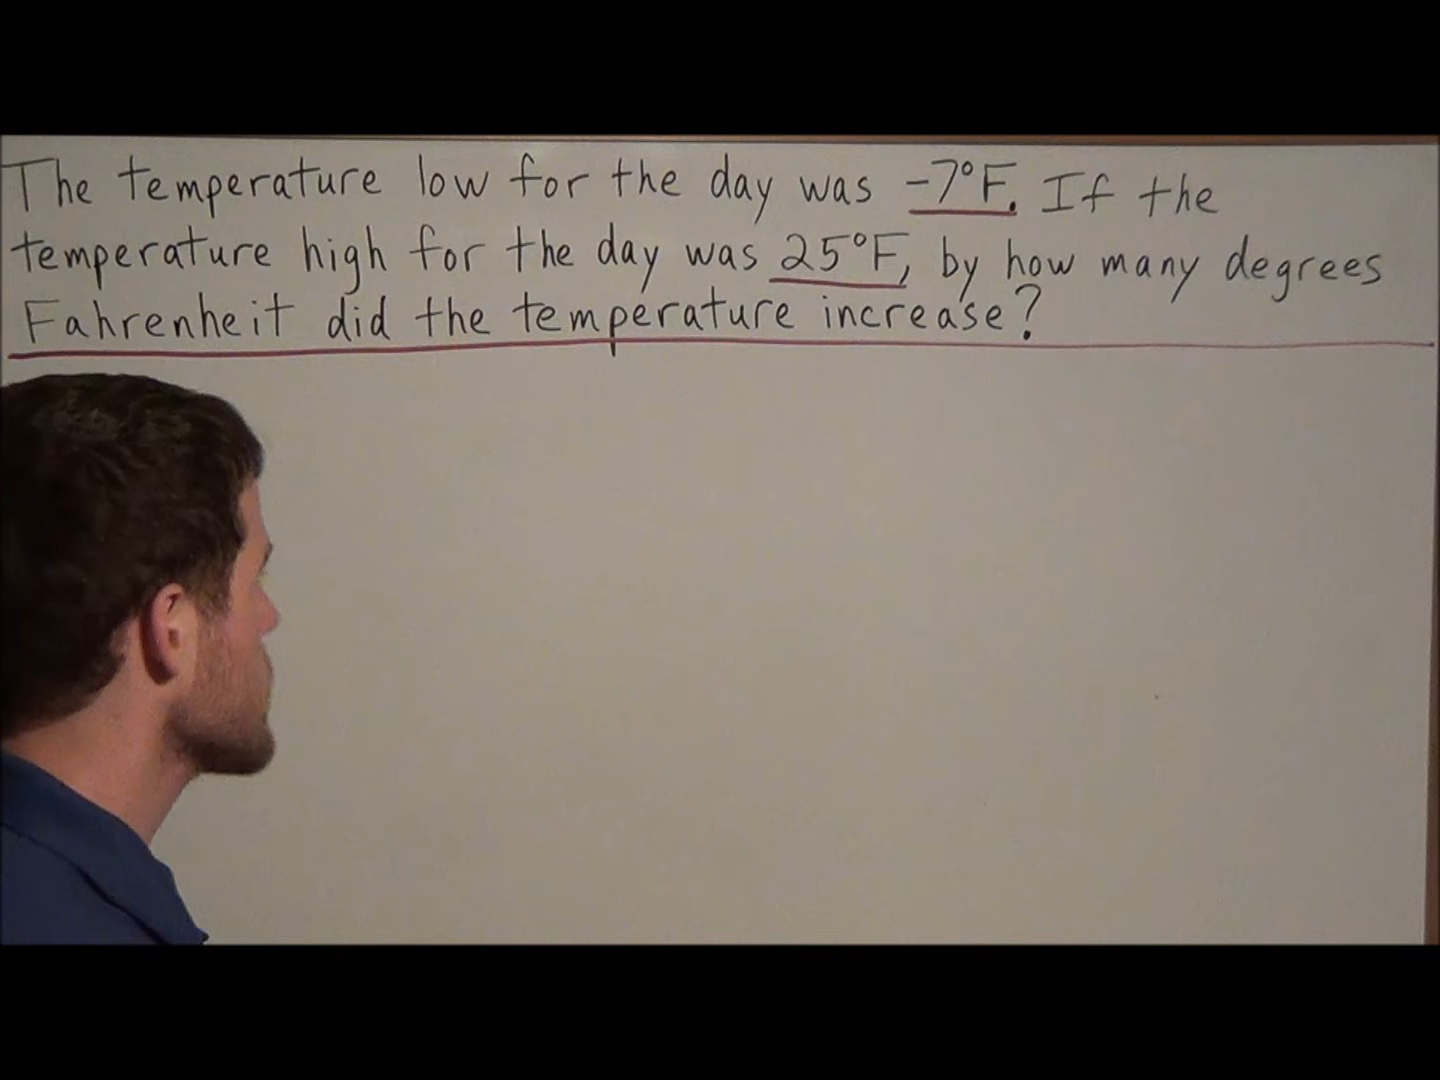 The temperature low for the day was -7°F. If the
temperature high for the day was 25°F, by how many degrees
Fahrenheit did the temperature increase?